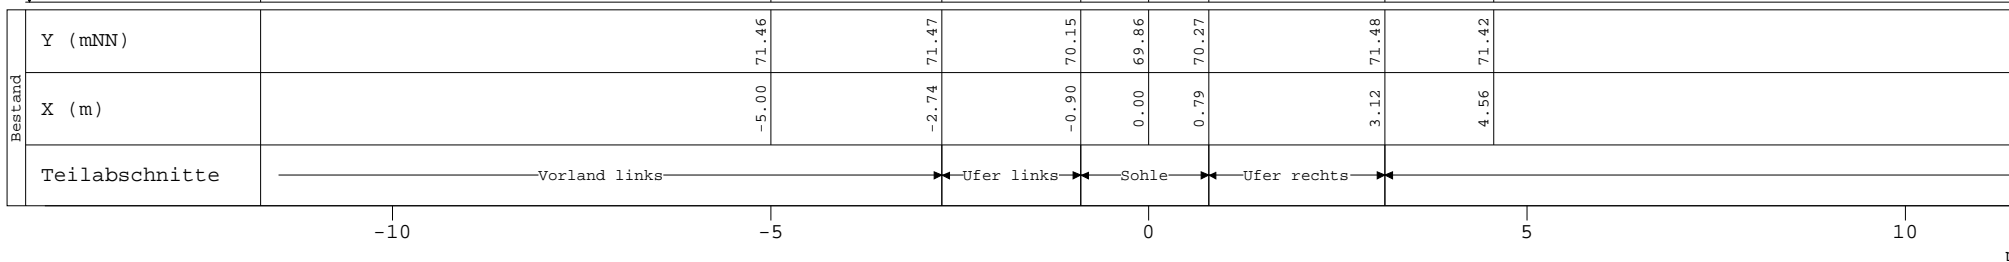 Bestand
Y (mNN) 71.46 71.47 70.15 69.86 70.27 71.48 71.42
X (m) -5.00 -2.74 -0.90 0.00 0.79 3.12 4.56
Teilabschnitte Vorland links Ufer links Sohle Ufer rechts
-10 -5 0 5 10